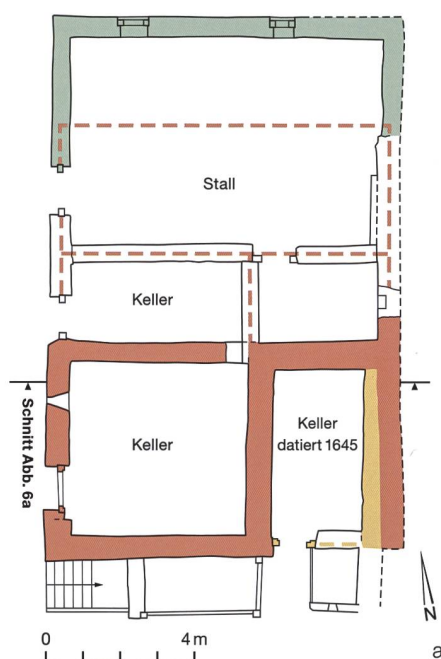 Stall
Keller
Keller
Keller
datiert 1645
Schnitt Abb. 6a
N
0 4 m
a